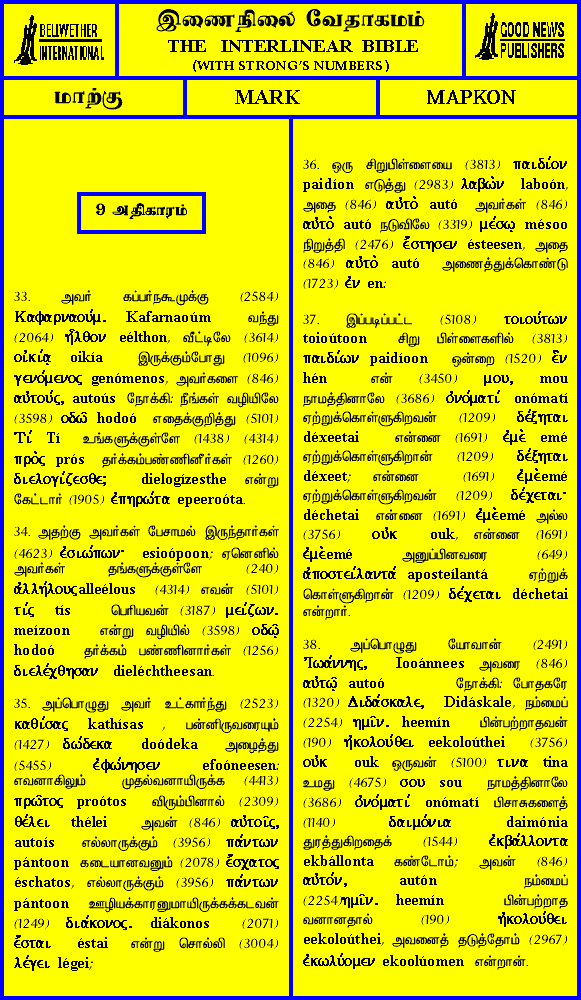 BELLWETHER
INTERNATIONAL
இணைநிலை வேதாகமம்
THE INTERLINEAR BIBLE
(WITH STRONG'S NUMBERS)
GOOD NEWS
PUBLISHERS
மாற்கு
MARK
ΜΑΡΚΟΝ
9 அதிகாரம்
33. அவர் கப்பர்நகூமுக்கு (2584)
Καφαρναούμ. Kafarnaoúm வந்து
(2064) ἦλθον eélthon, வீட்டிலே (3614)
οἰκίᾳ oikía இருக்கும்போது (1096)
γενόμενος genómenos, அவர்களை (846)
αὐτούς, autoús நோக்கி: நீங்கள் வழியிலே
(3598) ὁδῶ hodoó எதைக்குறித்து (5101)
Τί Tí உங்களுக்குள்ளே (1438) (4314)
πρὸς prós தர்க்கம்பண்ணினீர்கள் (1260)
διελογίζεσθε; dielogízesthe என்று
கேட்டார் (1905) ἐπηρώτα epeeroóta.
34. அதற்கு அவர்கள் பேசாமல் இருந்தார்கள்
(4623) ἐσιώπων· esioópoon; ஏனெனில்
அவர்கள் தங்களுக்குள்ளே (240)
ἀλλήλους alleélous (4314) எவன் (5101)
τίς tís பெரியவன் (3187) μείζων.
meízoon என்று வழியில் (3598) ὁδῷ
hodoó தர்க்கம் பண்ணினார்கள் (1256)
διελέχθησαν dieléchtheesan.
35. அப்பொழுது அவர் உட்கார்ந்து (2523)
καθίσας kathísas , பன்னிருவரையும்
(1427) δώδεκα doódeka அழைத்து
(5455) ἐφώνησεν efoóneesen;
எவனாகிலும் முதல்வனாயிருக்க (4413)
πρῶτος proótos விரும்பினால் (2309)
θέλει thélei அவன் (846) αὐτοῖς,
autoís எல்லாருக்கும் (3956) πάντων
pántoon கடையானவனும் (2078) ἔσχατος
éschatos, எல்லாருக்கும் (3956) πάντων
pántoon ஊழியக்காரனுமாயிருக்கக்கடவன்
(1249) διάκονος. diákonos (2071)
ἔσται éstai என்று சொல்லி (3004)
λέγει légei;
36. ஒரு சிறுபிள்ளையை (3813) παιδίον
paidíon எடுத்து (2983) λαβὼν laboón,
அதை (846) αὐτὸ autó அவர்கள் (846)
αὐτὸ autó நடுவிலே (3319) μέσῳ mésoo
நிறுத்தி (2476) ἔστησεν ésteesen, அதை
(846) αὐτὸ autó அணைத்துக்கொண்டு
(1723) ἐν en:
37. இப்படிப்பட்ட (5108) τοιούτων
toioútoon சிறு பிள்ளைகளில் (3813)
παιδίων paidíoon ஒன்றை (1520) ἓν
hén என் (3450) μου, mou
நாமத்தினாலே (3686) ὀνόματί onómatí
ஏற்றுக்கொள்ளுகிறவன் (1209) δέξηται
déxeetai என்னை (1691) ἐμὲ emé
ஏற்றுக்கொள்ளுகிறான் (1209) δέξηται
déxeet; என்னை (1691) ἐμὲemé
ஏற்றுக்கொள்ளுகிறவன் (1209) δέχεται·
déchetai என்னை (1691) ἐμὲemé அல்ல
(3756) οὐκ ouk, என்னை (1691)
ἐμὲemé அனுப்பினவரை (649)
ἀποστείλαντά aposteílantá ஏற்றுக்
கொள்ளுகிறான் (1209) δέχεται déchetai
என்றார்.
38. அப்பொழுது யோவான் (2491)
Ἰωάννης, Iooánnees அவரை (846)
αὐτῷ autoó நோக்கி: போதகரே
(1320) Διδάσκαλε, Didáskale, நம்மைப்
(2254) ἡμῖν. heemín பின்பற்றாதவன்
(190) ἠκολούθει eekoloúthei (3756)
οὐκ ouk ஒருவன் (5100) τινα tina
உமது (4675) σου sou நாமத்தினாலே
(3686) ὀνόματί onómatí பிசாசுகளைத்
(1140) δαιμόνια daimónia
துரத்துகிறதைக் (1544) ἐκβάλλοντα
ekbállonta கண்டோம்; அவன் (846)
αὐτόν, autón நம்மைப்
(2254)ἡμῖν. heemín பின்பற்றாத
வனானதால் (190) ἠκολούθει
eekoloúthei, அவனைத் தடுத்தோம் (2967)
ἐκωλύομεν ekoolúomen என்றான்.